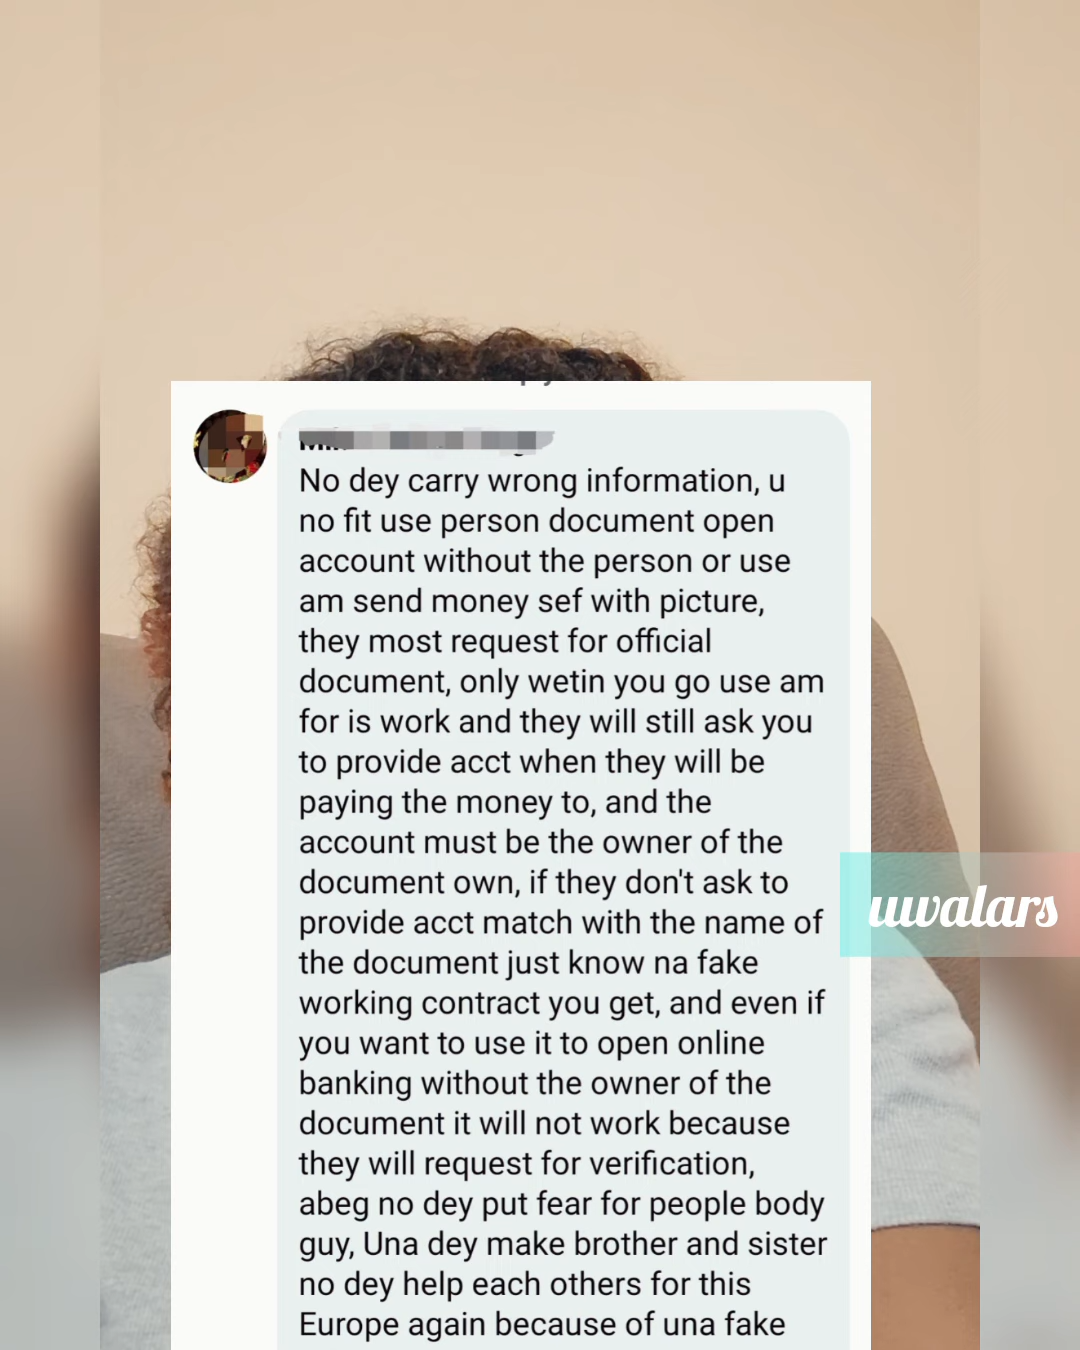 No dey carry wrong information, u
no fit use person document open
account without the person or use
am send money sef with picture,
they most request for official
document, only wetin you go use am
for is work and they will still ask you
to provide acct when they will be
paying the money to, and the
account must be the owner of the
document own, if they don't ask to
provide acct match with the name of
the document just know na fake
working contract you get, and even if
you want to use it to open online
banking without the owner of the
document it will not work because
they will request for verification,
abeg no dey put fear for people body
guy, Una dey make brother and sister
no dey help each others for this
Europe again because of una fake
uwalars